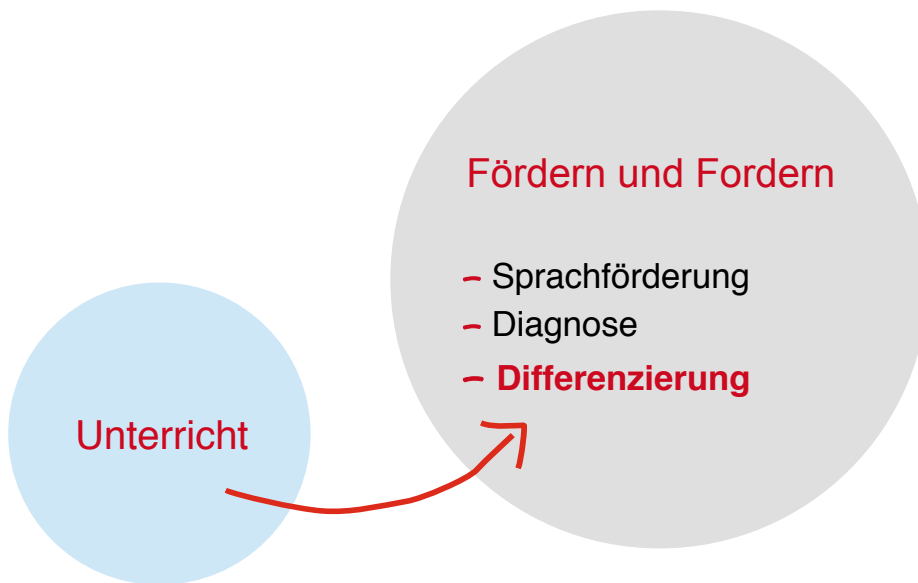 Fördern und Fordern
– Sprachförderung
– Diagnose
– Differenzierung
Unterricht